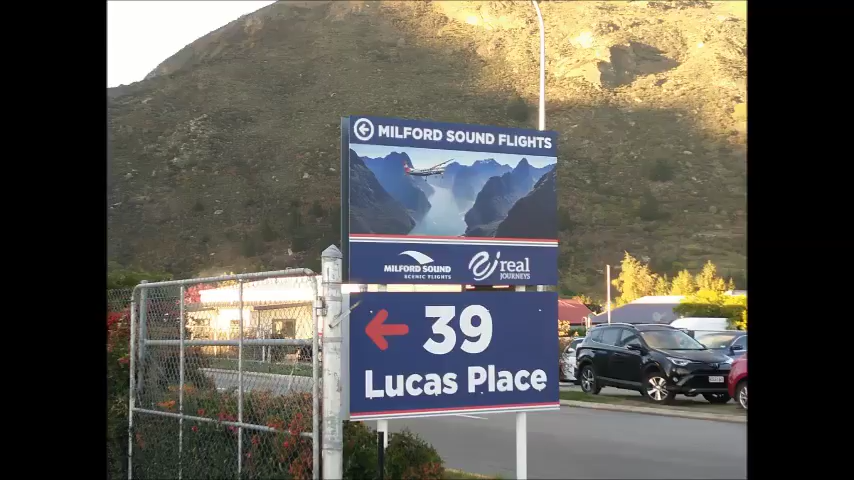 MILFORD SOUND FLIGHTS
MILFORD SOUND
SCENIC FLIGHTS
real
JOURNEYS
39
Lucas Place